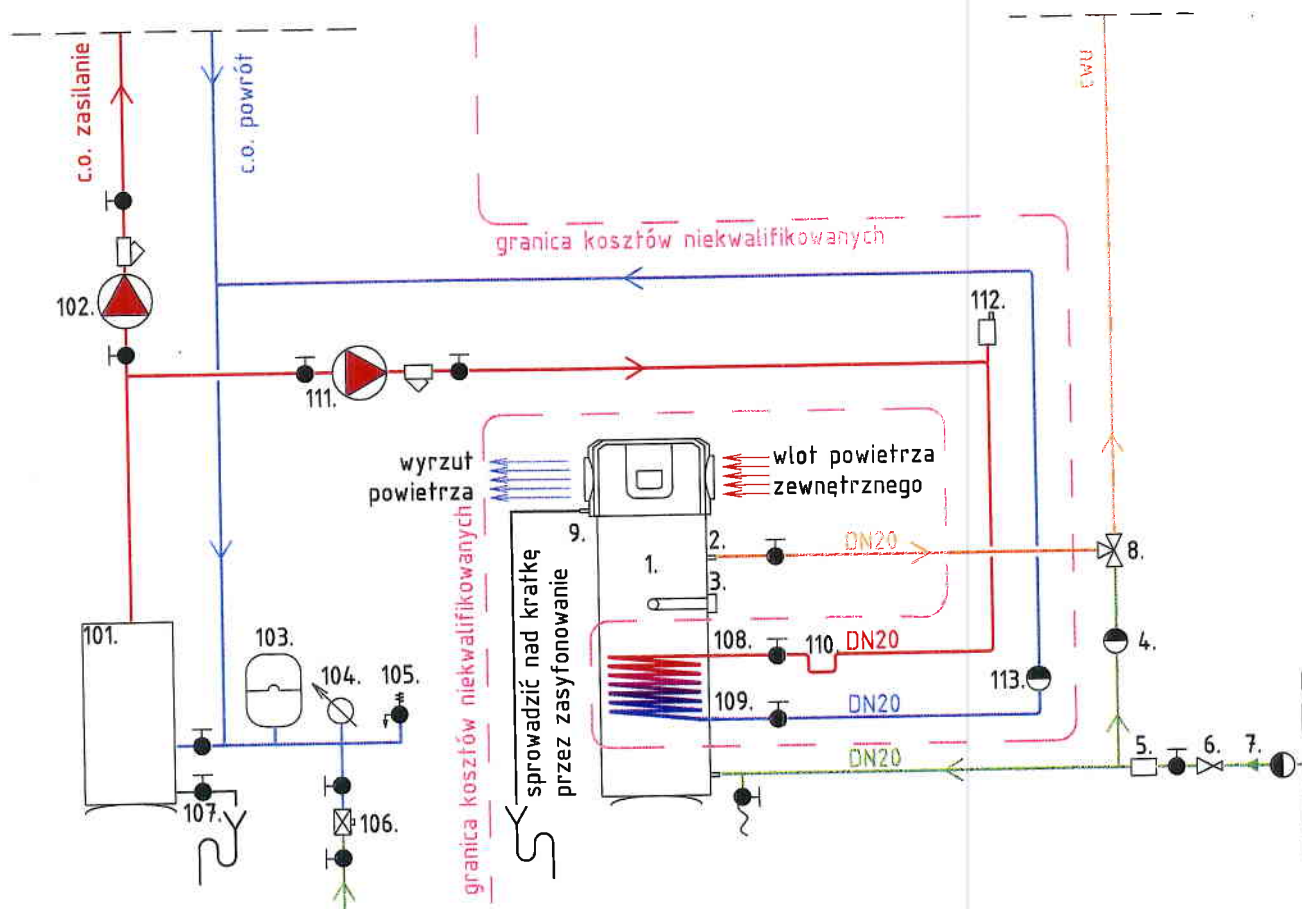 c.o. zasilanie
c.o. powrót
cwu
granica kosztów niekwalifikowanych
102.
112.
111.
wyrzut
powietrza
wlot powietrza
zewnętrznego
9.
2.
DN20
8.
1.
3.
sprowadzić nad kratkę
przez zasyfonowanie
granica kosztów niekwalifikowanych
101.
103.
104.
105.
108.
110.
DN20
4.
113.
109.
DN20
DN20
5.
6.
7.
107.
106.